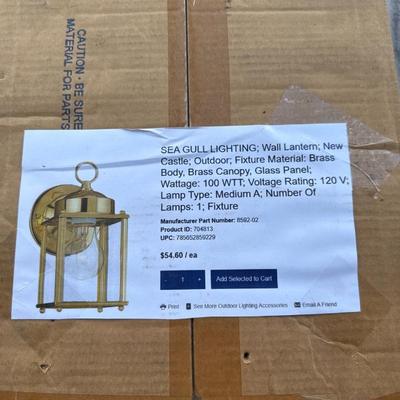 CAUTION - BE SURE
MATERIAL FOR PARTS
SEA GULL LIGHTING; Wall Lantern; New
Castle; Outdoor; Fixture Material: Brass
Body, Brass Canopy, Glass Panel;
Wattage: 100 WTT; Voltage Rating: 120 V;
Lamp Type: Medium A; Number Of
Lamps: 1; Fixture
Manufacturer Part Number: 8592-02
Product ID: 704813
UPC: 785652859229
$54.60 / ea
- 1 + Add Selected to Cart
Print See More Outdoor Lighting Accessories Email A Friend